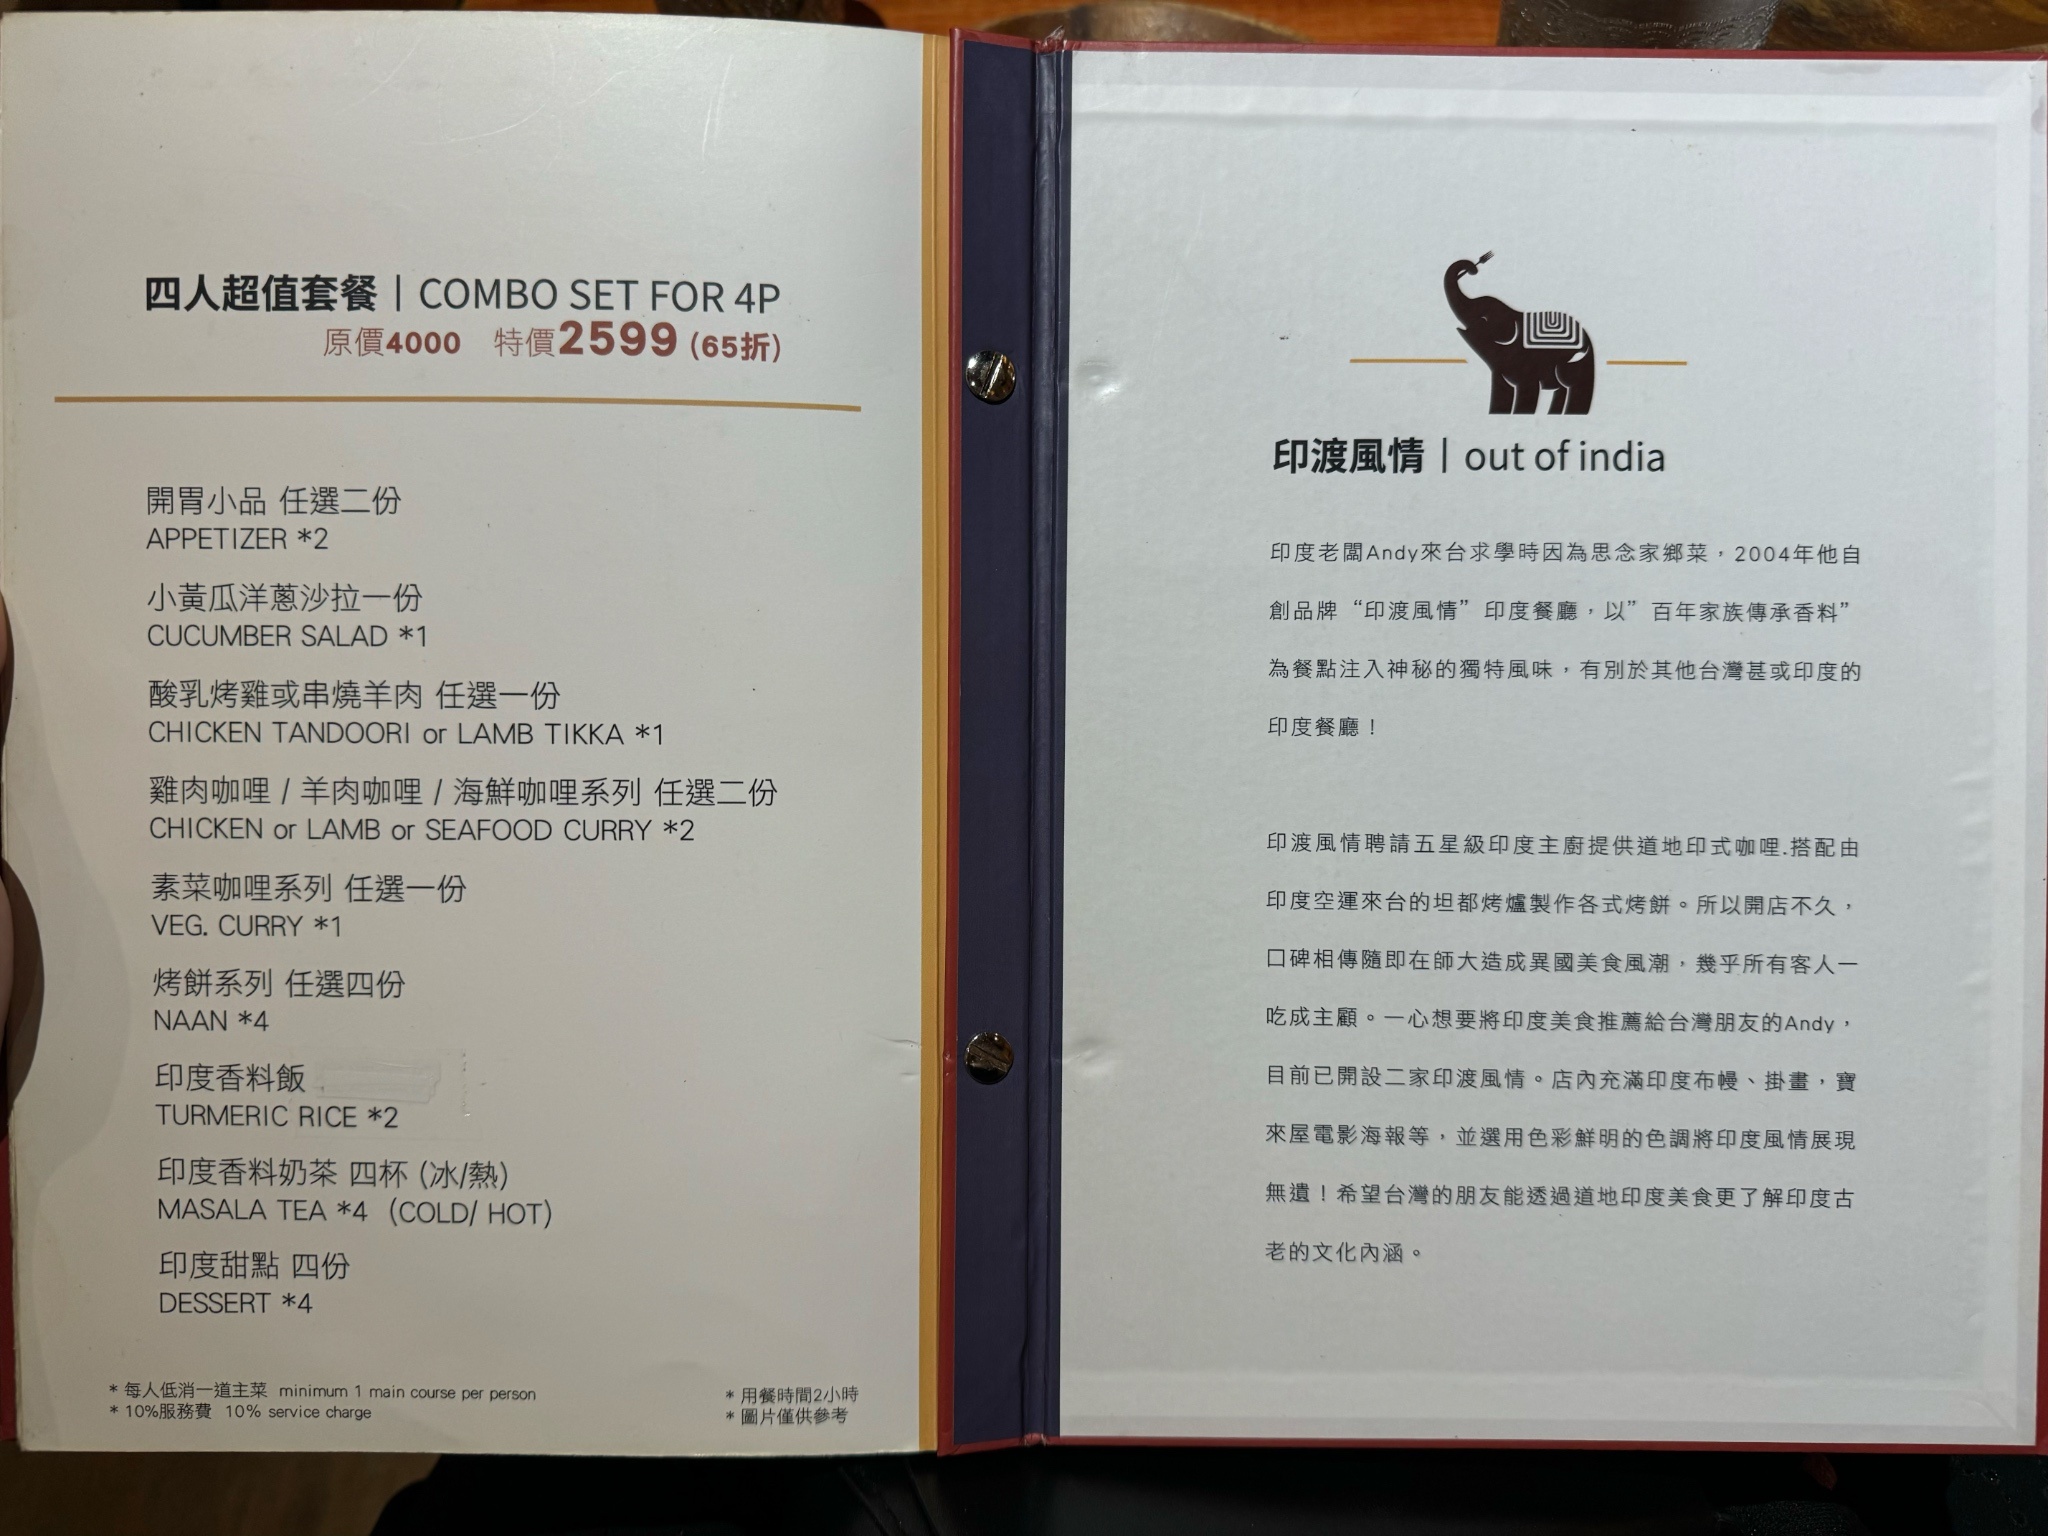 四人超值套餐 | COMBO SET FOR 4P
原價4000 特價2599 (65折)
開胃小品 任選二份
APPETIZER *2
小黃瓜洋蔥沙拉一份
CUCUMBER SALAD *1
酸乳烤雞或串燒羊肉 任選一份
CHICKEN TANDOORI or LAMB TIKKA *1
雞肉咖哩 / 羊肉咖哩 / 海鮮咖哩系列 任選二份
CHICKEN or LAMB or SEAFOOD CURRY *2
素菜咖哩系列 任選一份
VEG. CURRY *1
烤餅系列 任選四份
NAAN *4
印度香料飯
TURMERIC RICE *2
印度香料奶茶 四杯 (冰/熱)
MASALA TEA *4 (COLD/ HOT)
印度甜點 四份
DESSERT *4
* 每人低消一道主菜 minimum 1 main course per person
* 10%服務費 10% service charge
* 用餐時間2小時
* 圖片僅供參考
印渡風情 | out of india
印度老闆Andy來台求學時因為思念家鄉菜，2004年他自
創品牌“印渡風情”印度餐廳，以”百年家族傳承香料”
為餐點注入神秘的獨特風味，有別於其他台灣甚或印度的
印度餐廳！
印渡風情聘請五星級印度主廚提供道地印式咖哩.搭配由
印度空運來台的坦都烤爐製作各式烤餅。所以開店不久，
口碑相傳隨即在師大造成異國美食風潮，幾乎所有客人一
吃成主顧。一心想要將印度美食推薦給台灣朋友的Andy，
目前已開設二家印渡風情。店內充滿印度布幔、掛畫，寶
來屋電影海報等，並選用色彩鮮明的色調將印度風情展現
無遺！希望台灣的朋友能透過道地印度美食更了解印度古
老的文化內涵。